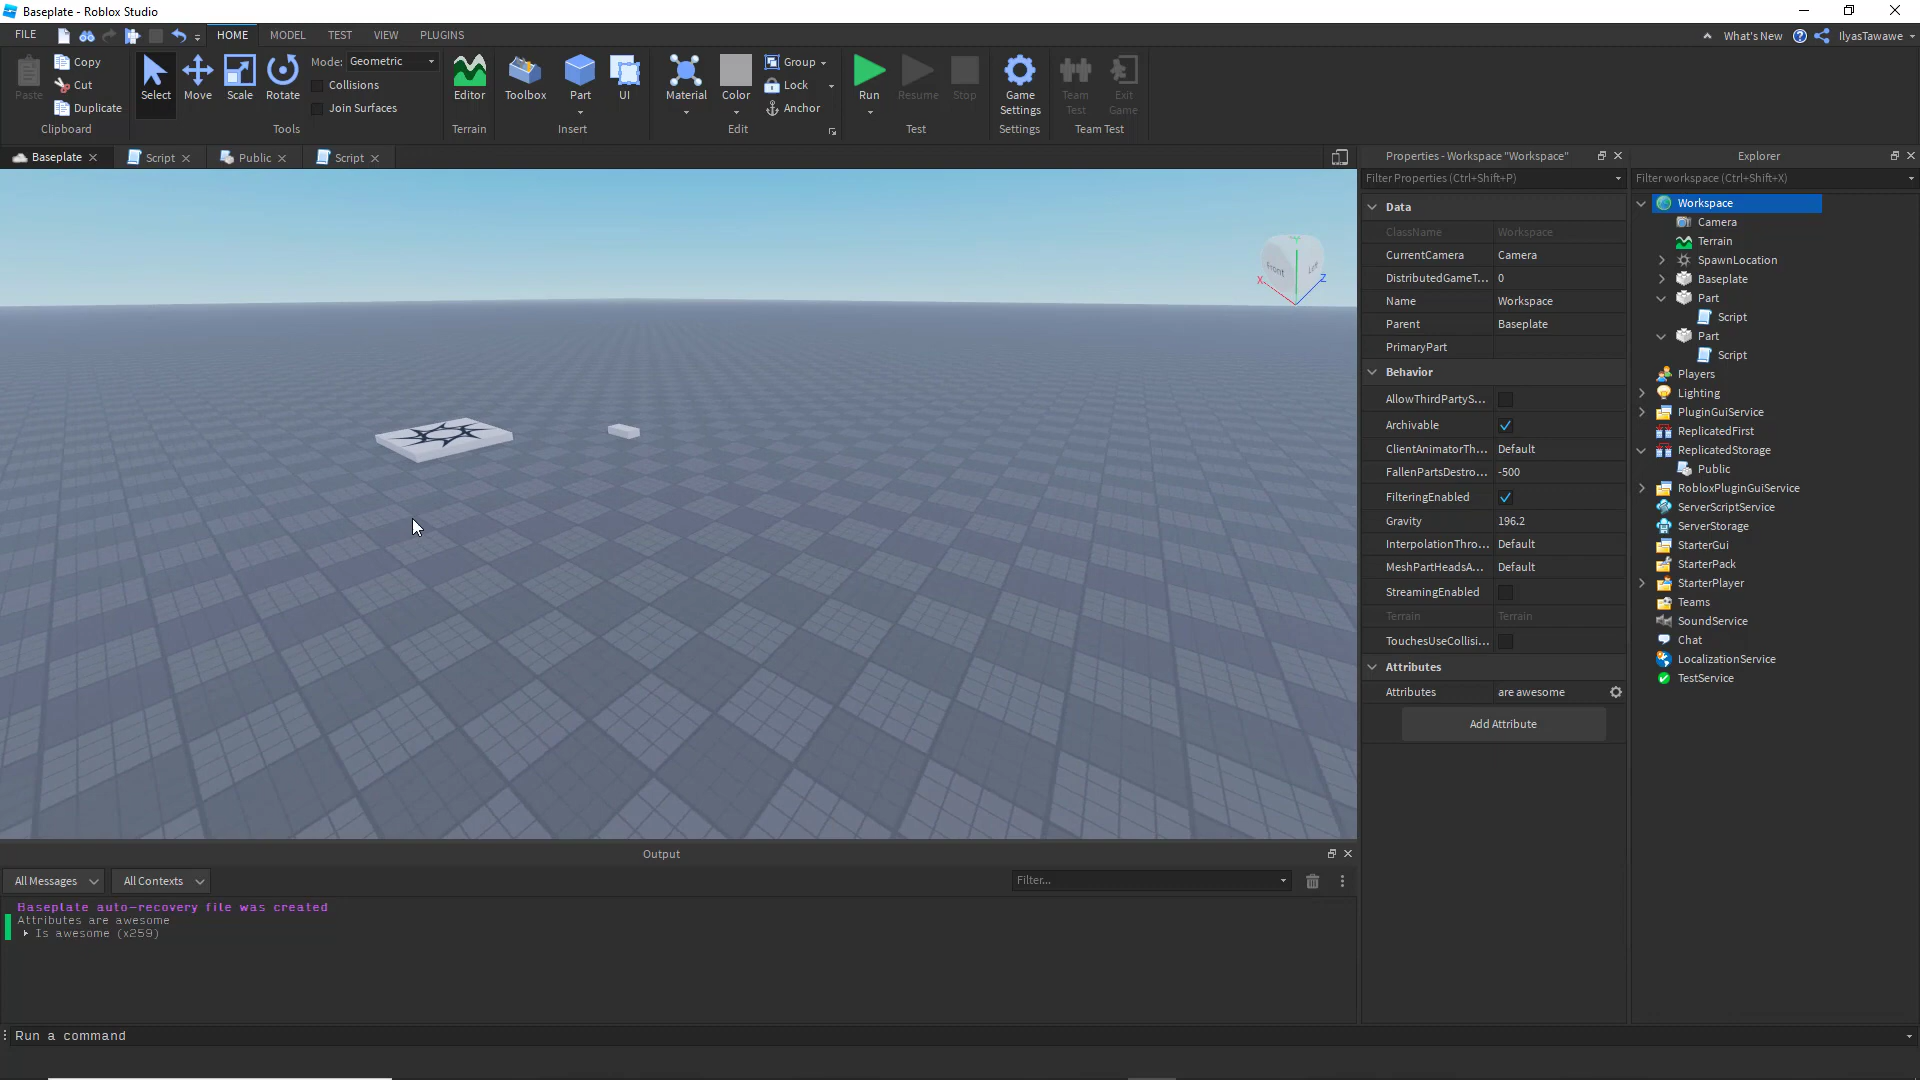 Baseplate - Roblox Studio
FILE
HOME
MODEL
TEST
VIEW
PLUGINS
What's New
IlyasTawawe
Paste
Copy
Cut
Duplicate
Clipboard
Select
Move
Scale
Rotate
Mode: Geometric
Collisions
Join Surfaces
Tools
Editor
Terrain
Toolbox
Part
UI
Insert
Material
Color
Group
Lock
Anchor
Edit
Run
Resume
Stop
Test
Game
Settings
Settings
Team
Test
Exit
Game
Team Test
Baseplate
Script
Public
Script
Front
Left
X
Y
Z
Properties - Workspace "Workspace"
Filter Properties (Ctrl+Shift+P)
Data
ClassName Workspace
CurrentCamera Camera
DistributedGameT... 0
Name Workspace
Parent Baseplate
PrimaryPart
Behavior
AllowThirdPartyS...
Archivable
ClientAnimatorTh... Default
FallenPartsDestro... -500
FilteringEnabled
Gravity 196.2
InterpolationThro... Default
MeshPartHeadsA... Default
StreamingEnabled
Terrain Terrain
TouchesUseCollisi...
Attributes
Attributes are awesome
Add Attribute
Explorer
Filter workspace (Ctrl+Shift+X)
Workspace
Camera
Terrain
SpawnLocation
Baseplate
Part
Script
Part
Script
Players
Lighting
PluginGuiService
ReplicatedFirst
ReplicatedStorage
Public
RobloxPluginGuiService
ServerScriptService
ServerStorage
StarterGui
StarterPack
StarterPlayer
Teams
SoundService
Chat
LocalizationService
TestService
Output
All Messages
All Contexts
Filter...
Baseplate auto-recovery file was created
Attributes are awesome
Is awesome (x259)
Run a command